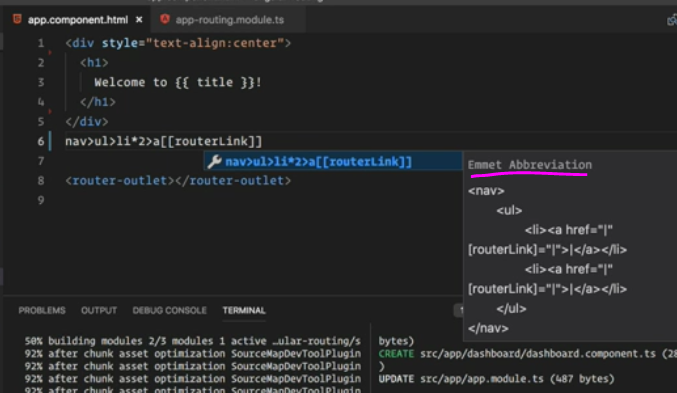 app.component.html ×
app-routing.module.ts
1 <div style="text-align:center">
2 <h1>
3 Welcome to {{ title }}!
4 </h1>
5 </div>
6 nav>ul>li*2>a[[routerLink]]
7
8 <router-outlet></router-outlet>
9
nav>ul>li*2>a[[routerLink]]
Emmet Abbreviation
<nav>
<ul>
<li><a href="|"
[routerLink]="|">|</a></li>
<li><a href="|"
[routerLink]="|">|</a></li>
</ul>
</nav>
PROBLEMS OUTPUT DEBUG CONSOLE TERMINAL 1
50% building modules 2/3 modules 1 active …ular-routing/s
92% after chunk asset optimization SourceMapDevToolPlugin
92% after chunk asset optimization SourceMapDevToolPlugin
92% after chunk asset optimization SourceMapDevToolPlugin
92% after chunk asset optimization SourceMapDevToolPlugin
bytes)
CREATE src/app/dashboard/dashboard.component.ts (28
)
UPDATE src/app/app.module.ts (487 bytes)